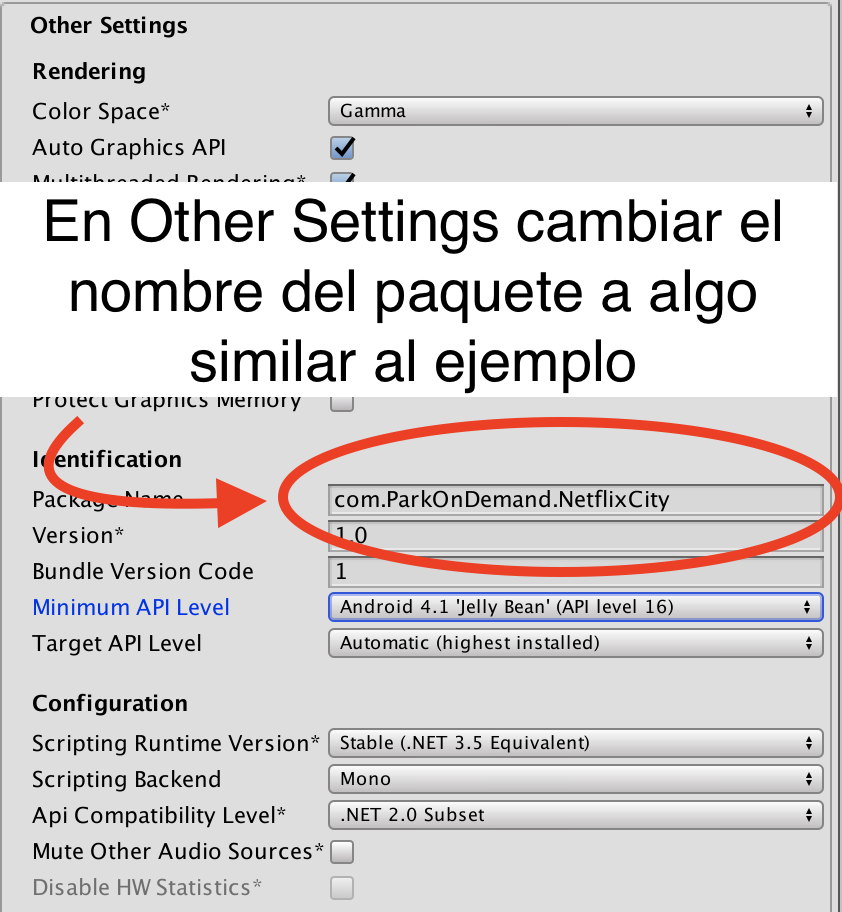 Other Settings
Rendering
Color Space* Gamma
Auto Graphics API
Multithreaded Rendering*
En Other Settings cambiar el
nombre del paquete a algo
similar al ejemplo
Protect Graphics Memory
Identification
Package Name com.ParkOnDemand.NetflixCity
Version* 1.0
Bundle Version Code 1
Minimum API Level Android 4.1 'Jelly Bean' (API level 16)
Target API Level Automatic (highest installed)
Configuration
Scripting Runtime Version* Stable (.NET 3.5 Equivalent)
Scripting Backend Mono
Api Compatibility Level* .NET 2.0 Subset
Mute Other Audio Sources*
Disable HW Statistics*